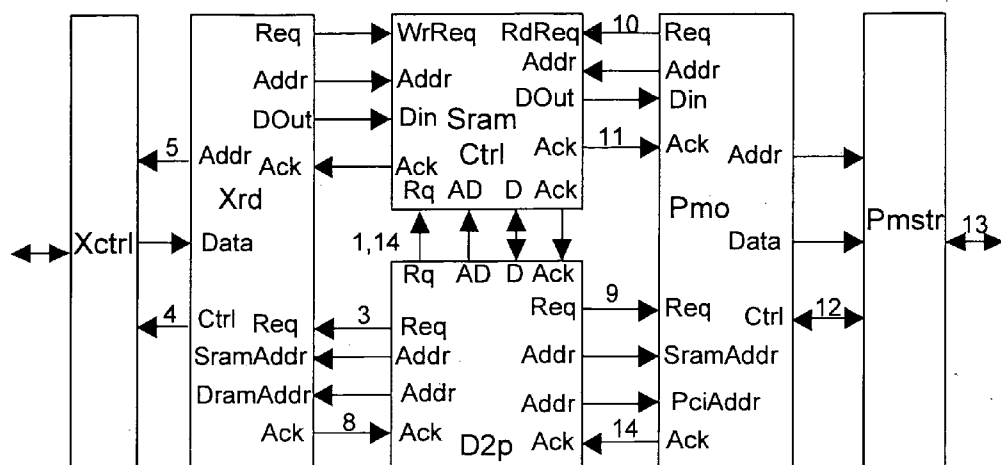 Req WrReq RdReq 10 Req
Addr Addr Addr Addr
DOut Din Sram DOut Din
5 Addr Ack Ack Ctrl Ack 11 Ack Addr
Xrd Rq AD D Ack Pmo
Xctrl Data 1,14 Data Pmstr 13
Rq AD D Ack
4 Ctrl Req 3 Req Req 9 Req Ctrl 12
SramAddr Addr Addr SramAddr
DramAddr Addr Addr PciAddr
Ack 8 Ack D2p Ack 14 Ack